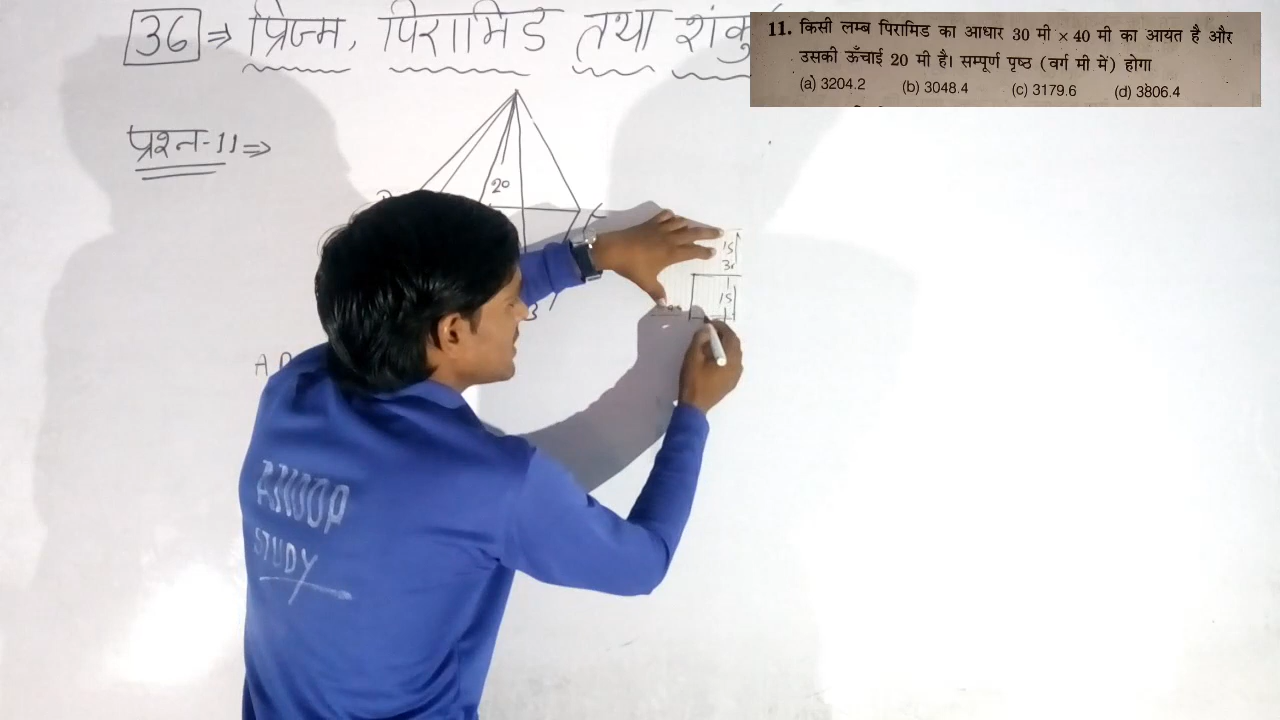 36 ⇒ प्रिज्म, पिरामिड तथा शंकु
11. किसी लम्ब पिरामिड का आधार 30 मी × 40 मी का आयत है और
उसकी ऊँचाई 20 मी है। सम्पूर्ण पृष्ठ (वर्ग मी में) होगा
(a) 3204.2 (b) 3048.4 (c) 3179.6 (d) 3806.4
प्रश्न-11 ⇒
20
15
15
A
ANOOP
STUDY